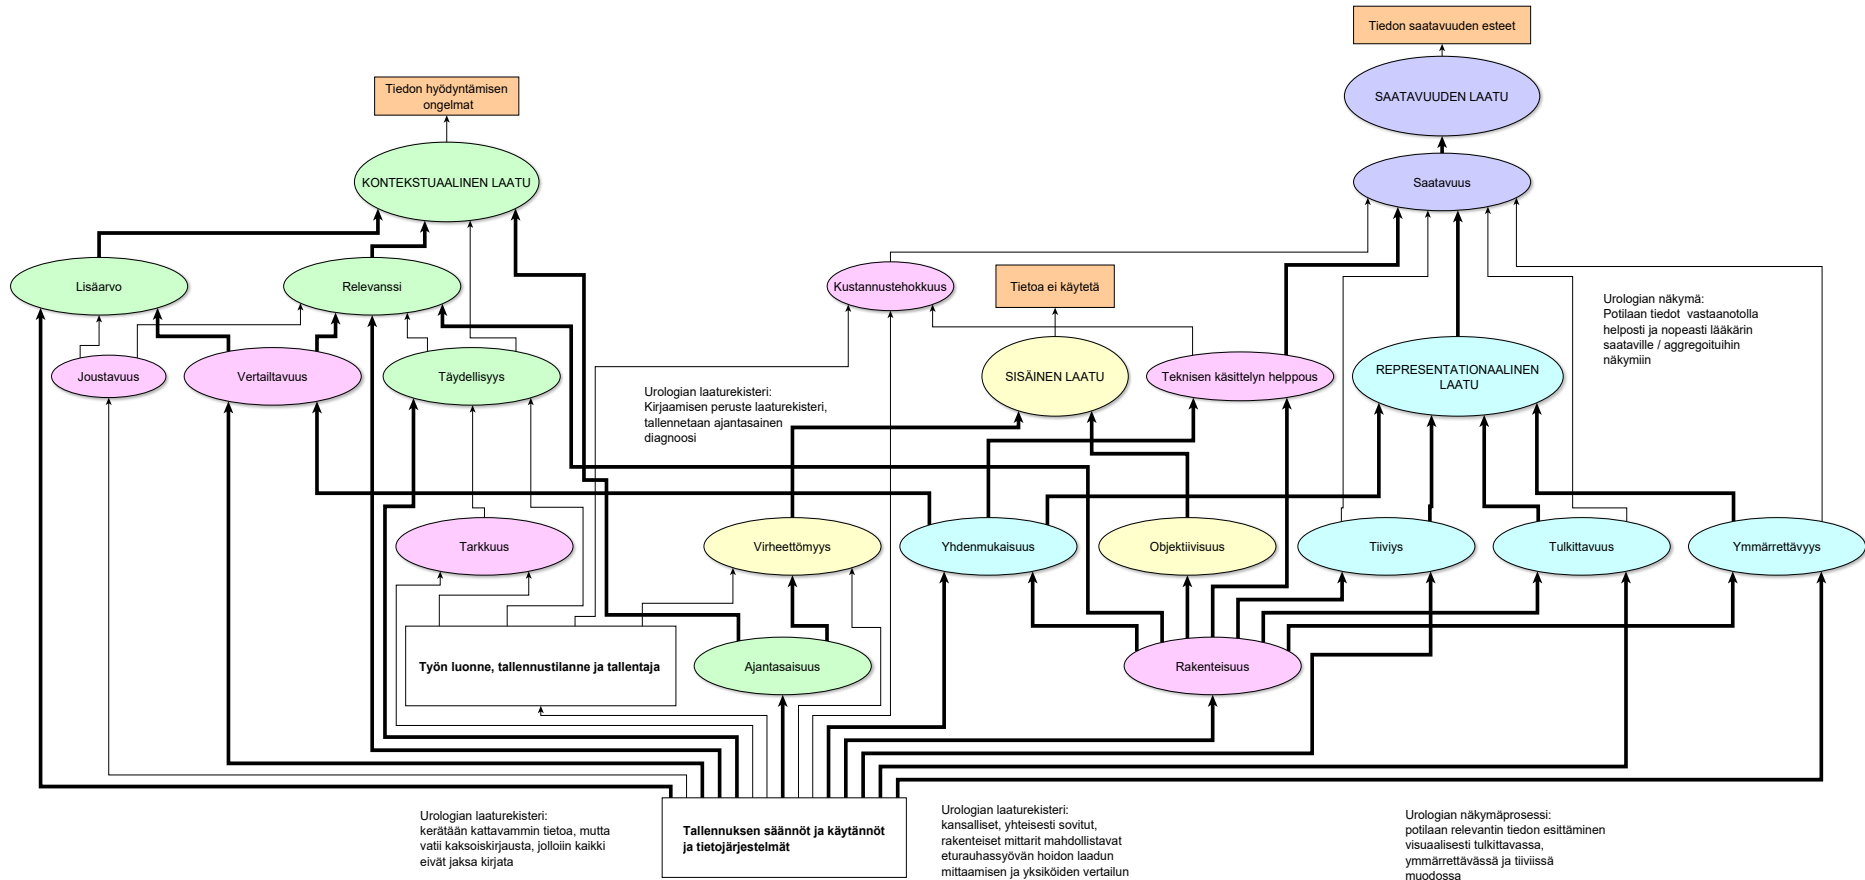 Tiedon saatavuuden esteet
SAATAVUUDEN LAATU
Tiedon hyödyntämisen
ongelmat
KONTEKSTUAALINEN LAATU
Saatavuus
Lisäarvo
Relevanssi
Kustannustehokkuus
Tietoa ei käytetä
Urologian näkymä:
Potilaan tiedot  vastaanotolla
helposti ja nopeasti lääkärin
saataville / aggregoituihin
näkymiin
Joustavuus
Vertailtavuus
Täydellisyys
SISÄINEN LAATU
Teknisen käsittelyn helppous
REPRESENTATIONAALINEN
LAATU
Urologian laaturekisteri:
Kirjaamisen peruste laaturekisteri,
tallennetaan ajantasainen
diagnoosi
Tarkkuus
Virheettömyys
Yhdenmukaisuus
Objektiivisuus
Tiiviys
Tulkittavuus
Ymmärrettävyys
Työn luonne, tallennustilanne ja tallentaja
Ajantasaisuus
Rakenteisuus
Urologian laaturekisteri:
kerätään kattavammin tietoa, mutta
vatii kaksoiskirjausta, jolloiin kaikki
eivät jaksa kirjata
Tallennuksen säännöt ja käytännöt
ja tietojärjestelmät
Urologian laaturekisteri:
kansalliset, yhteisesti sovitut,
rakenteiset mittarit mahdollistavat
eturauhassyövän hoidon laadun
mittaamisen ja yksiköiden vertailun
Urologian näkymäprosessi:
potilaan relevantin tiedon esittäminen
visuaalisesti tulkittavassa,
ymmärrettävässä ja tiiviissä
muodossa